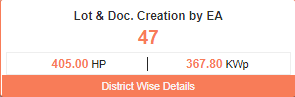 Lot & Doc. Creation by EA
47
405.00 HP | 367.80 KWp
District Wise Details